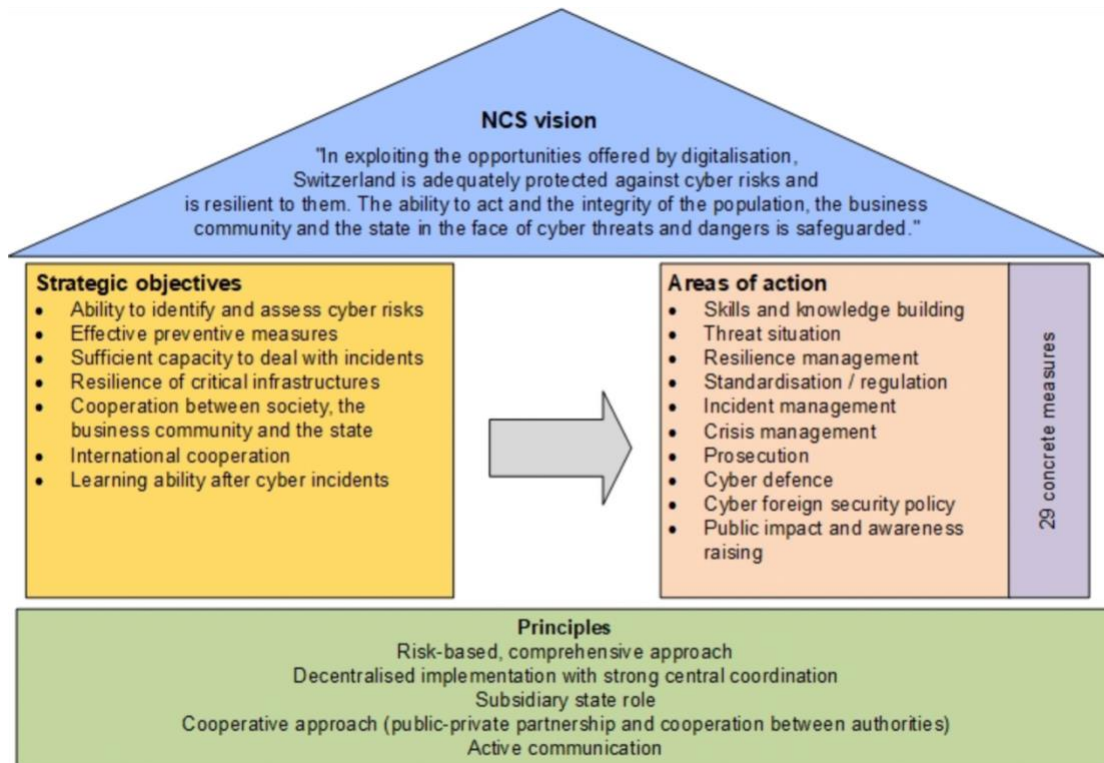 NCS vision
"In exploiting the opportunities offered by digitalisation,
Switzerland is adequately protected against cyber risks and
is resilient to them. The ability to act and the integrity of the population, the business
community and the state in the face of cyber threats and dangers is safeguarded."
Strategic objectives
• Ability to identify and assess cyber risks
• Effective preventive measures
• Sufficient capacity to deal with incidents
• Resilience of critical infrastructures
• Cooperation between society, the
business community and the state
• International cooperation
• Learning ability after cyber incidents
Areas of action
• Skills and knowledge building
• Threat situation
• Resilience management
• Standardisation / regulation
• Incident management
• Crisis management
• Prosecution
• Cyber defence
• Cyber foreign security policy
• Public impact and awareness
raising
29 concrete measures
Principles
Risk-based, comprehensive approach
Decentralised implementation with strong central coordination
Subsidiary state role
Cooperative approach (public-private partnership and cooperation between authorities)
Active communication